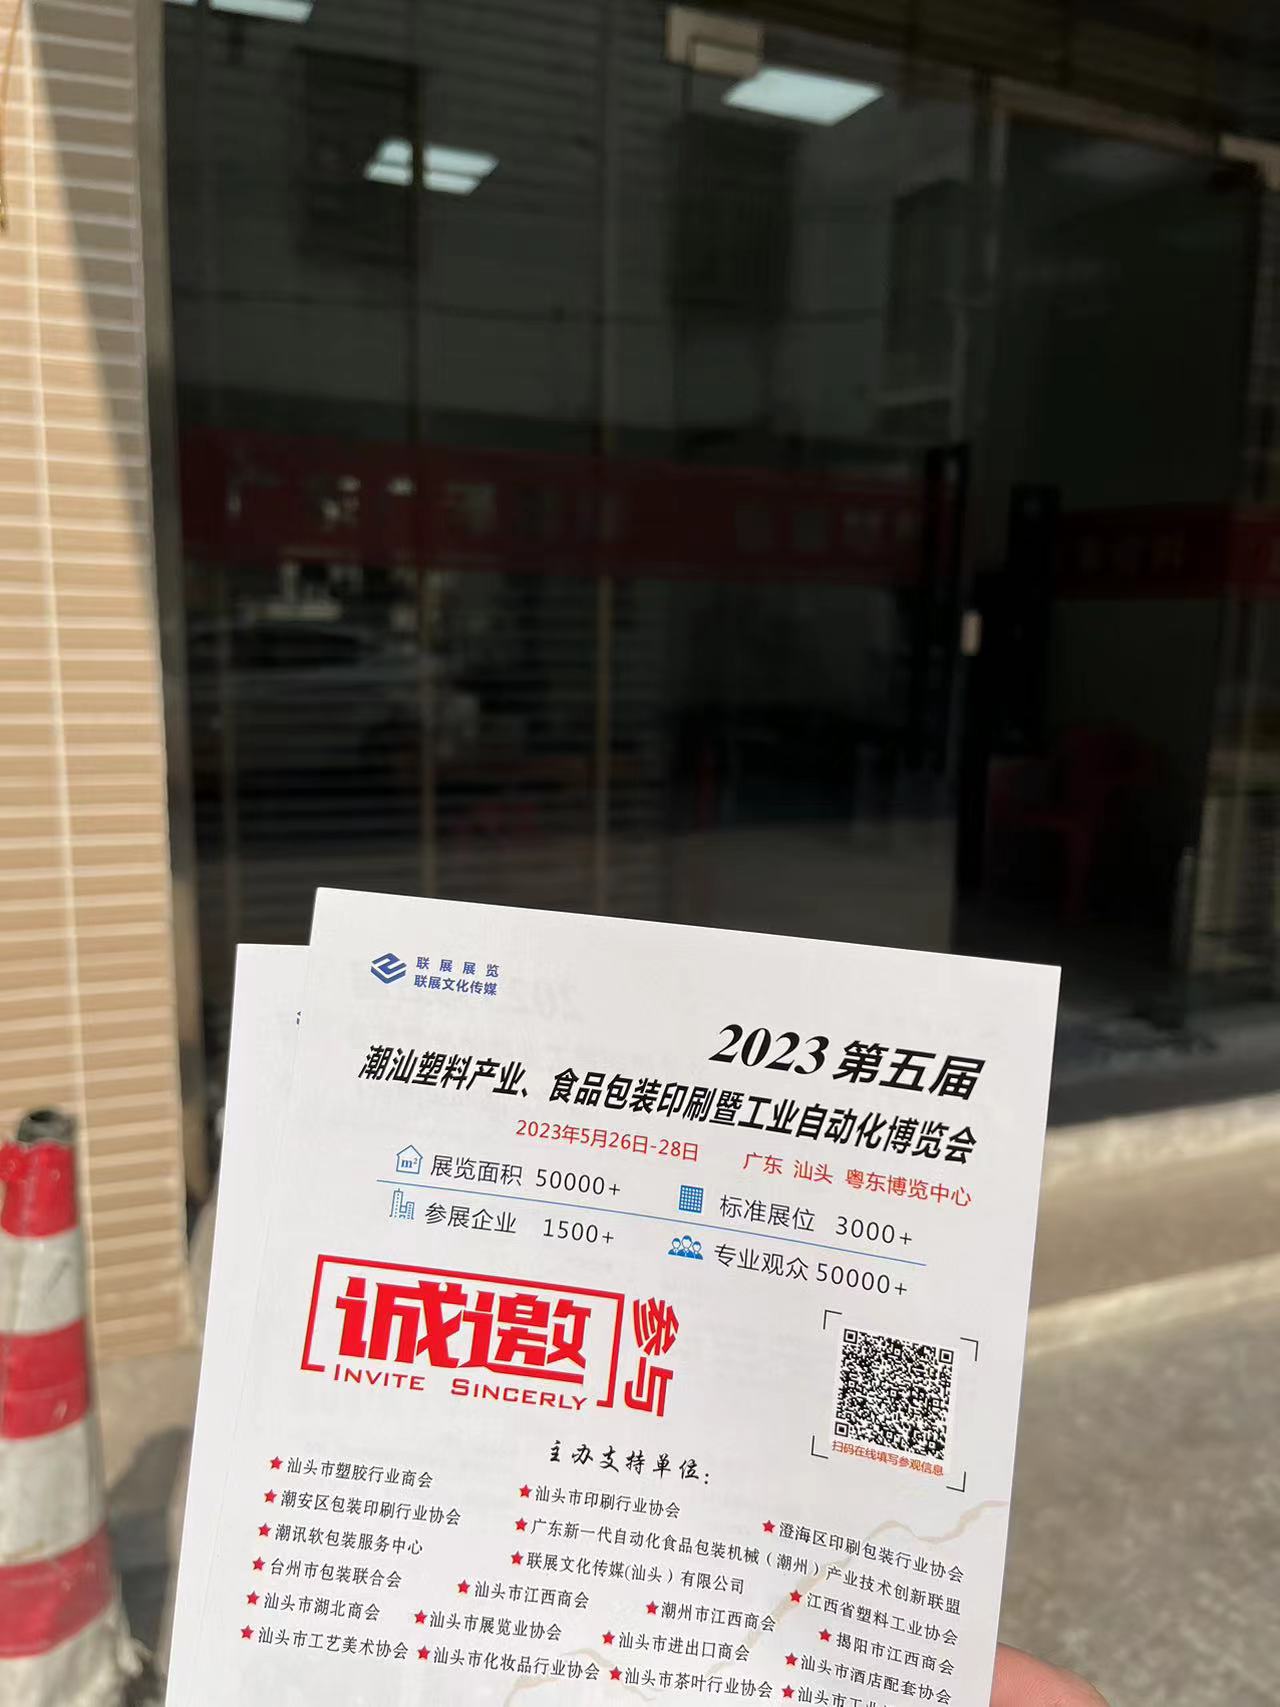 联展展览
联展文化传媒
2023第五届
潮汕塑料产业、食品包装印刷暨工业自动化博览会
2023年5月26日-28日 广东 汕头 粤东博览中心
m²
展览面积 50000+ 标准展位 3000+
参展企业 1500+ 专业观众 50000+
诚邀参与
INVITE SINCERLY
扫码在线填写参观信息
主办支持单位：
★汕头市塑胶行业商会 ★汕头市印刷行业协会 ★澄海区印刷包装行业协会
★潮安区包装印刷行业协会 ★广东新一代自动化食品包装机械（潮州）产业技术创新联盟
★潮讯软包装服务中心 ★联展文化传媒(汕头）有限公司 ★江西省塑料工业协会
★台州市包装联合会 ★汕头市江西商会 ★潮州市江西商会 ★揭阳市江西商会
★汕头市湖北商会 ★汕头市展览业协会 ★汕头市进出口商会 ★汕头市酒店配套协会
★汕头市工艺美术协会 ★汕头市化妆品行业协会 ★汕头市茶叶行业协会 ★汕头市工业